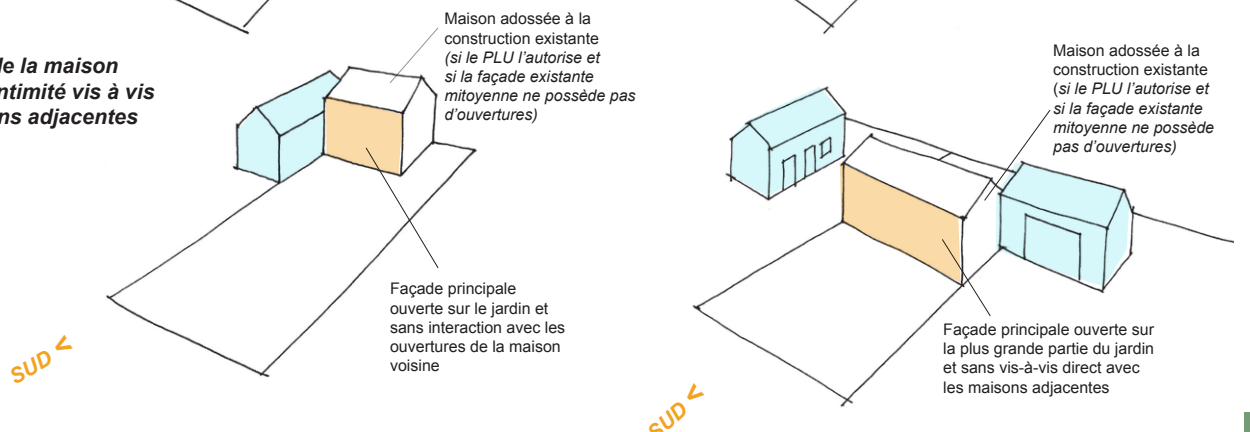 de la maison
ntimité vis à vis
ns adjacentes
Maison adossée à la
construction existante
(si le PLU l'autorise et
si la façade existante
mitoyenne ne possède pas
d'ouvertures)
Façade principale
ouverte sur le jardin et
sans interaction avec les
ouvertures de la maison
voisine
SUD <
Maison adossée à la
construction existante
(si le PLU l'autorise et
si la façade existante
mitoyenne ne possède
pas d'ouvertures)
Façade principale ouverte sur
la plus grande partie du jardin
et sans vis-à-vis direct avec
les maisons adjacentes
SUD <